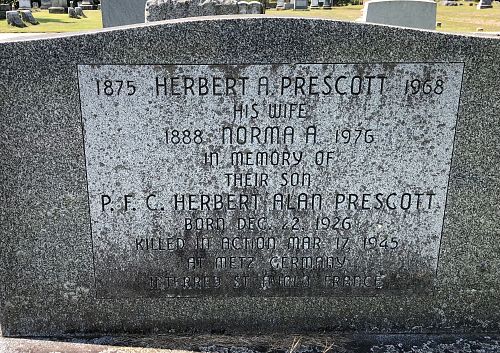 1875 HERBERT A. PRESCOTT 1968
HIS WIFE
1888 NORMA A. 1976
IN MEMORY OF
THEIR SON
P. F. C. HERBERT ALAN PRESCOTT
BORN DEC. 22, 1926
KILLED IN ACTION MAR. 17, 1945
AT METZ GERMANY
INTERRED ST. FRANCE